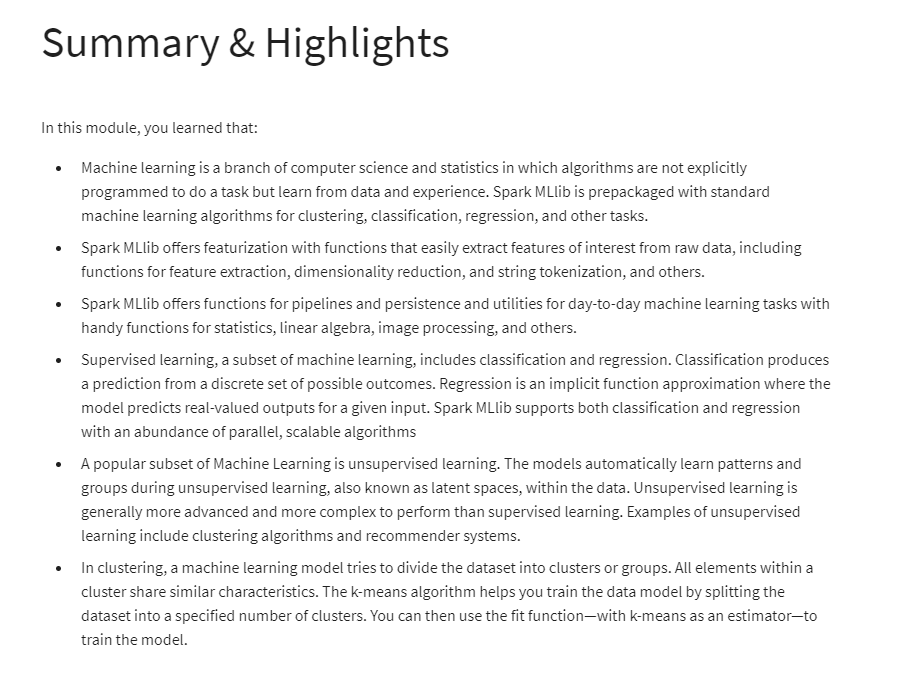 Summary & Highlights
In this module, you learned that:
• Machine learning is a branch of computer science and statistics in which algorithms are not explicitly
programmed to do a task but learn from data and experience. Spark MLlib is prepackaged with standard
machine learning algorithms for clustering, classification, regression, and other tasks.
• Spark MLlib offers featurization with functions that easily extract features of interest from raw data, including
functions for feature extraction, dimensionality reduction, and string tokenization, and others.
• Spark MLlib offers functions for pipelines and persistence and utilities for day-to-day machine learning tasks with
handy functions for statistics, linear algebra, image processing, and others.
• Supervised learning, a subset of machine learning, includes classification and regression. Classification produces
a prediction from a discrete set of possible outcomes. Regression is an implicit function approximation where the
model predicts real-valued outputs for a given input. Spark MLlib supports both classification and regression
with an abundance of parallel, scalable algorithms
• A popular subset of Machine Learning is unsupervised learning. The models automatically learn patterns and
groups during unsupervised learning, also known as latent spaces, within the data. Unsupervised learning is
generally more advanced and more complex to perform than supervised learning. Examples of unsupervised
learning include clustering algorithms and recommender systems.
• In clustering, a machine learning model tries to divide the dataset into clusters or groups. All elements within a
cluster share similar characteristics. The k-means algorithm helps you train the data model by splitting the
dataset into a specified number of clusters. You can then use the fit function—with k-means as an estimator—to
train the model.